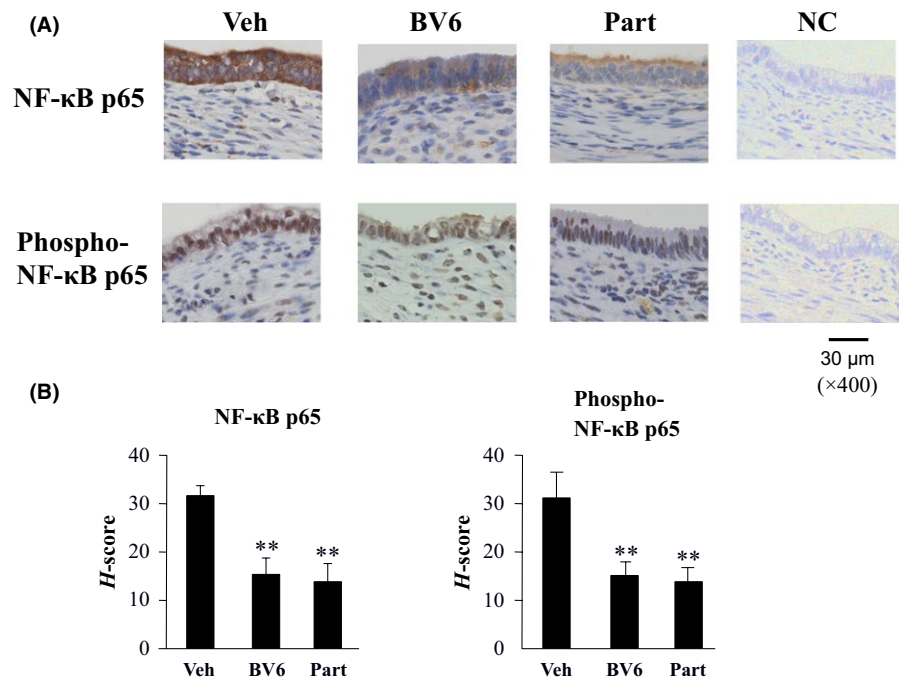 (A)
Veh BV6 Part NC
NF-κB p65
Phospho-
NF-κB p65
30 µm
(×400)
(B)
NF-κB p65
H-score
40
30
20
10
0
** **
Veh BV6 Part
Phospho-
NF-κB p65
H-score
40
30
20
10
0
** **
Veh BV6 Part